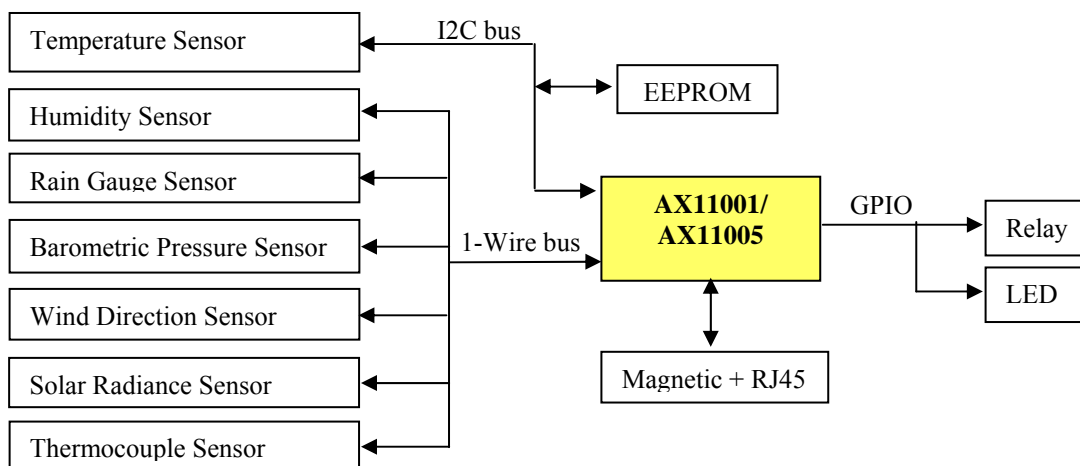 Temperature Sensor
I2C bus
EEPROM
Humidity Sensor
Rain Gauge Sensor
Barometric Pressure Sensor
1-Wire bus
Wind Direction Sensor
Solar Radiance Sensor
Thermocouple Sensor
AX11001/
AX11005
GPIO
Relay
LED
Magnetic + RJ45